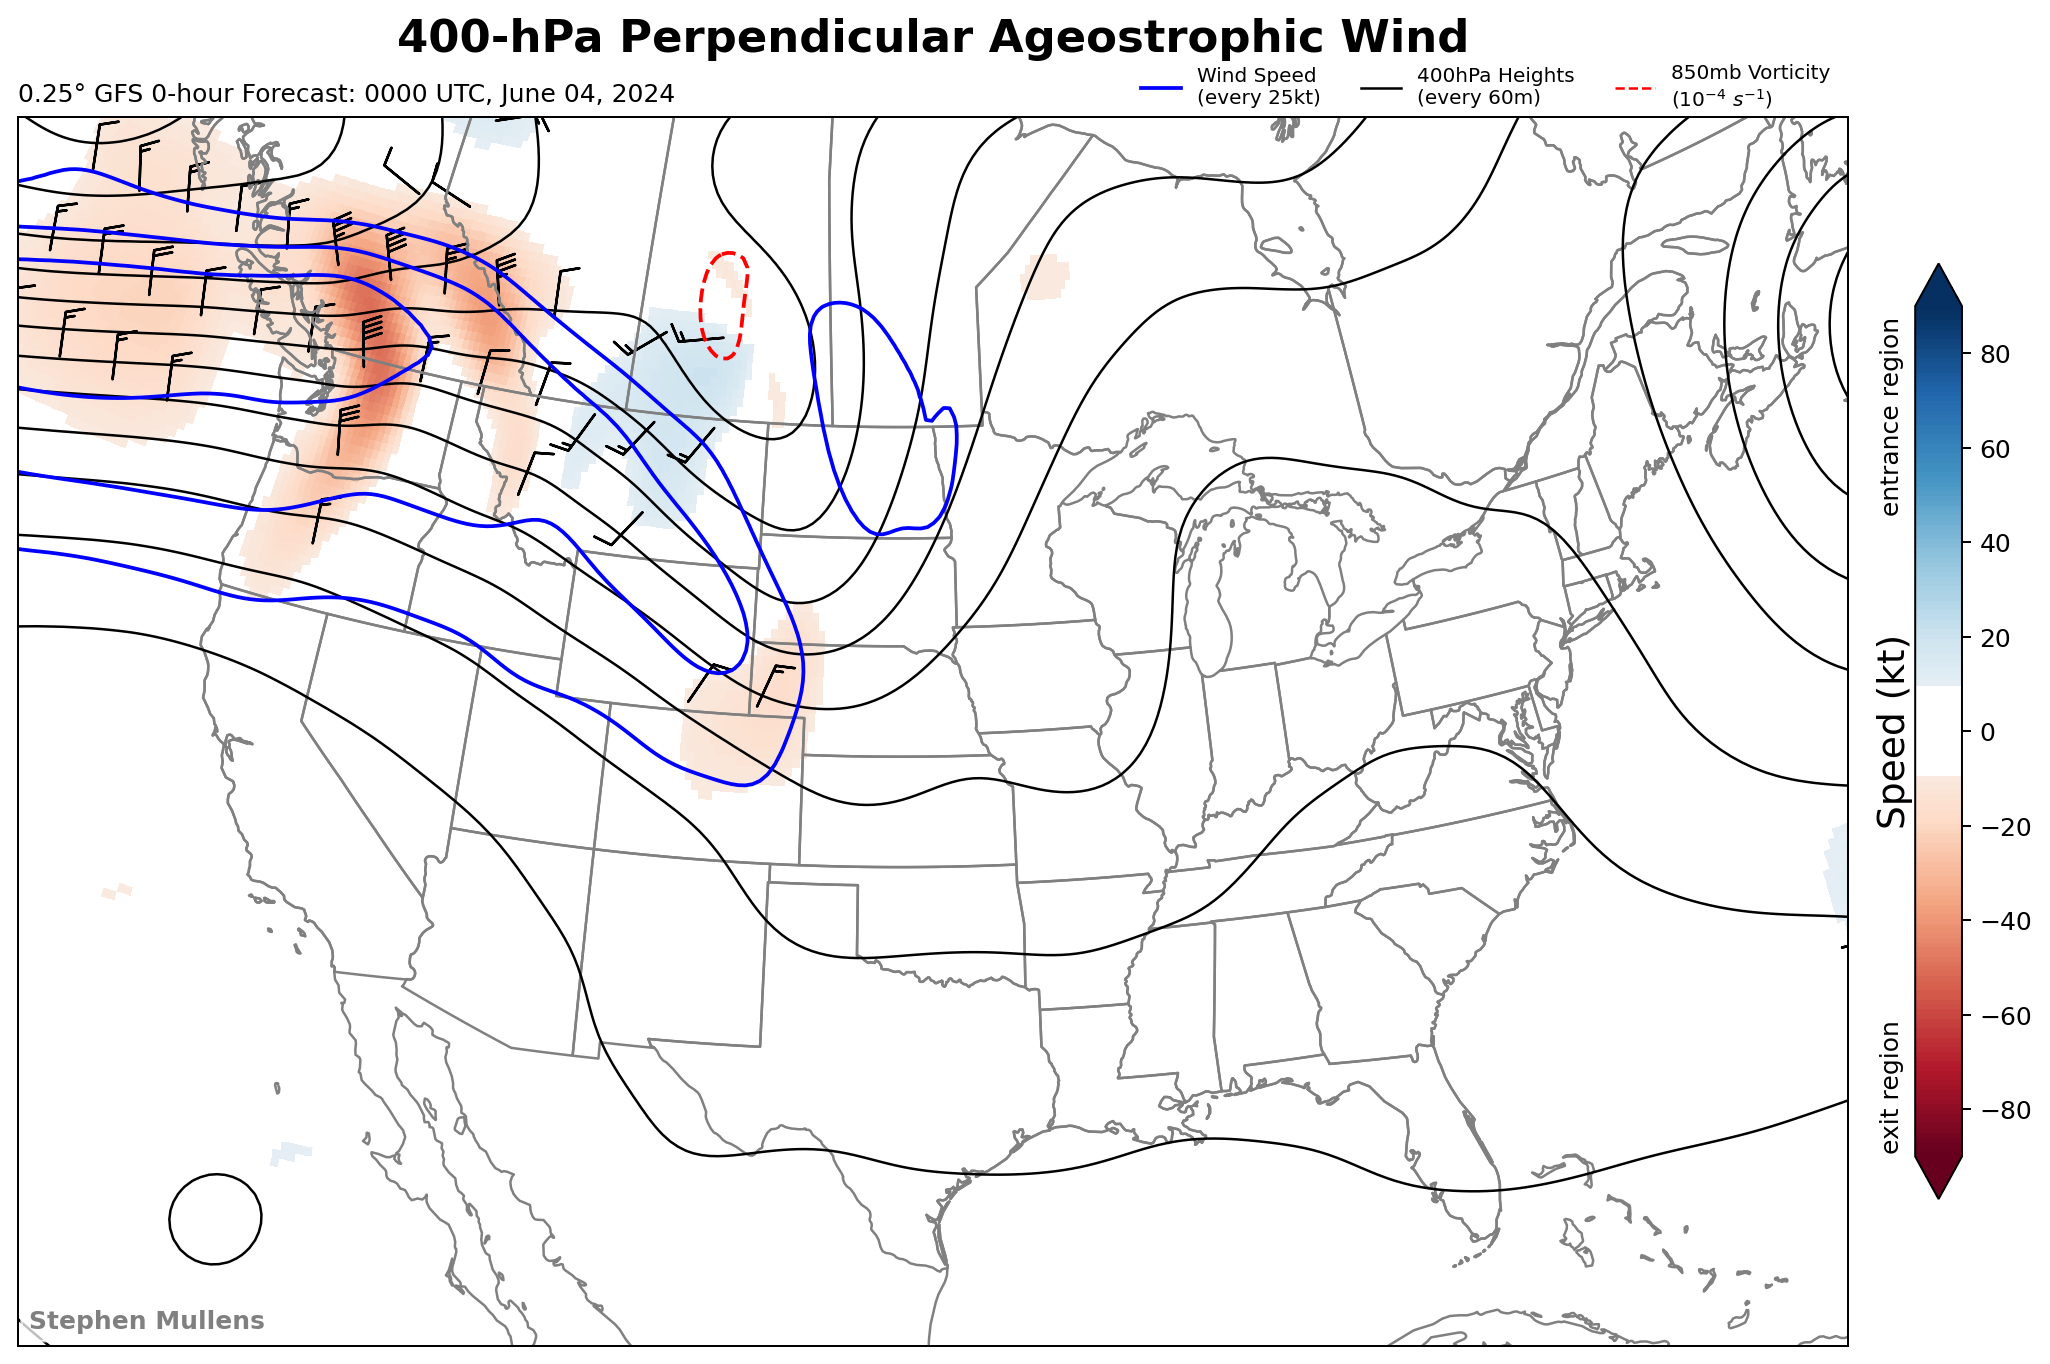 400-hPa Perpendicular Ageostrophic Wind
0.25° GFS 0-hour Forecast: 0000 UTC, June 04, 2024
Wind Speed
(every 25kt)
400hPa Heights
(every 60m)
850mb Vorticity
(10⁻⁴ s⁻¹)
entrance region
Speed (kt)
exit region
80
60
40
20
0
−20
−40
−60
−80
Stephen Mullens